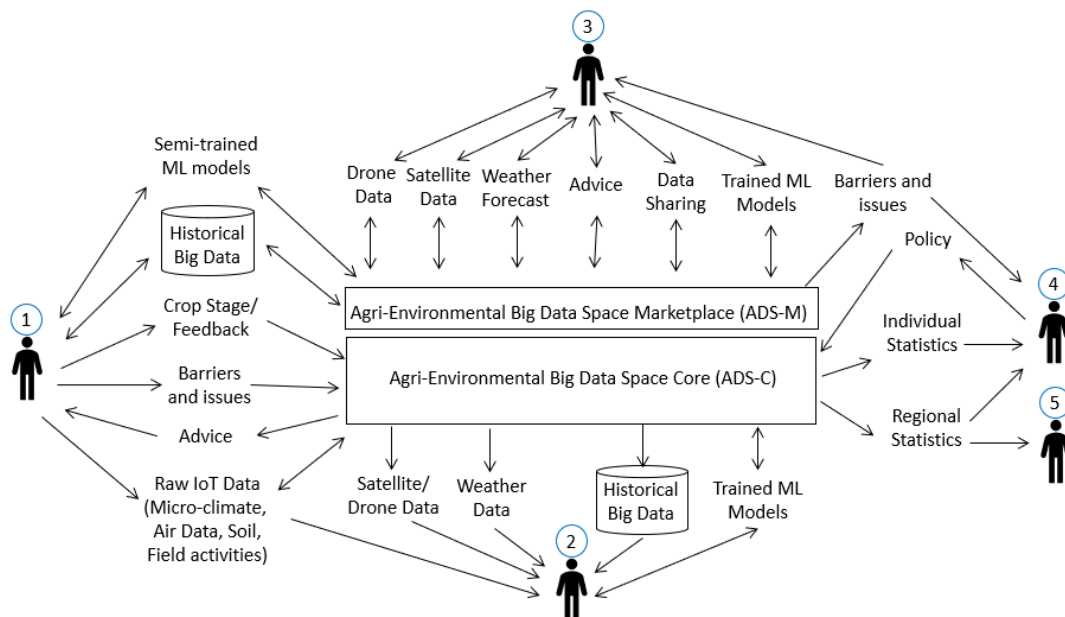 3
Semi-trained
ML models
Drone
Data
Satellite
Data
Weather
Forecast
Advice
Data
Sharing
Trained ML
Models
Barriers and
issues
Historical
Big Data
Policy
1
Crop Stage/
Feedback
Agri-Environmental Big Data Space Marketplace (ADS-M)
4
Individual
Statistics
Barriers
and issues
Agri-Environmental Big Data Space Core (ADS-C)
5
Advice
Regional
Statistics
Raw IoT Data
(Micro-climate,
Air Data, Soil,
Field activities)
Satellite/
Drone Data
Weather
Data
Historical
Big Data
Trained ML
Models
2